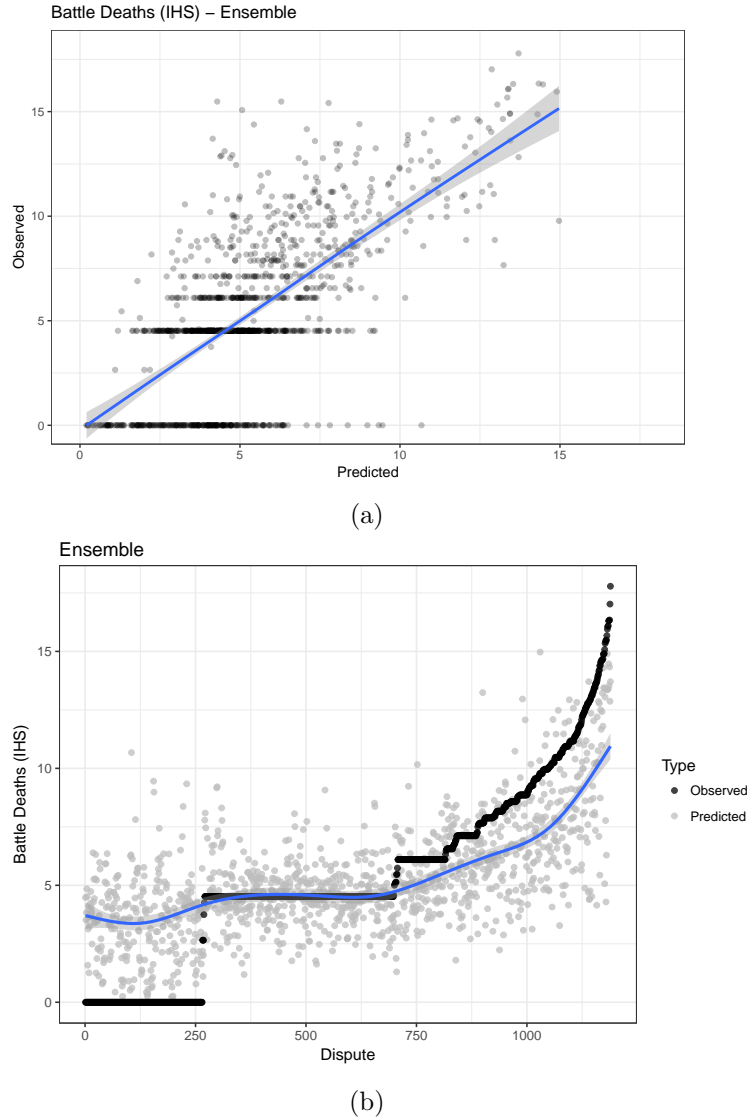 Battle Deaths (IHS) – Ensemble
15
10
5
0
Observed
0 5 10 15
Predicted
(a)
Ensemble
15
10
5
0
Battle Deaths (IHS)
0 250 500 750 1000
Dispute
Type
Observed
Predicted
(b)